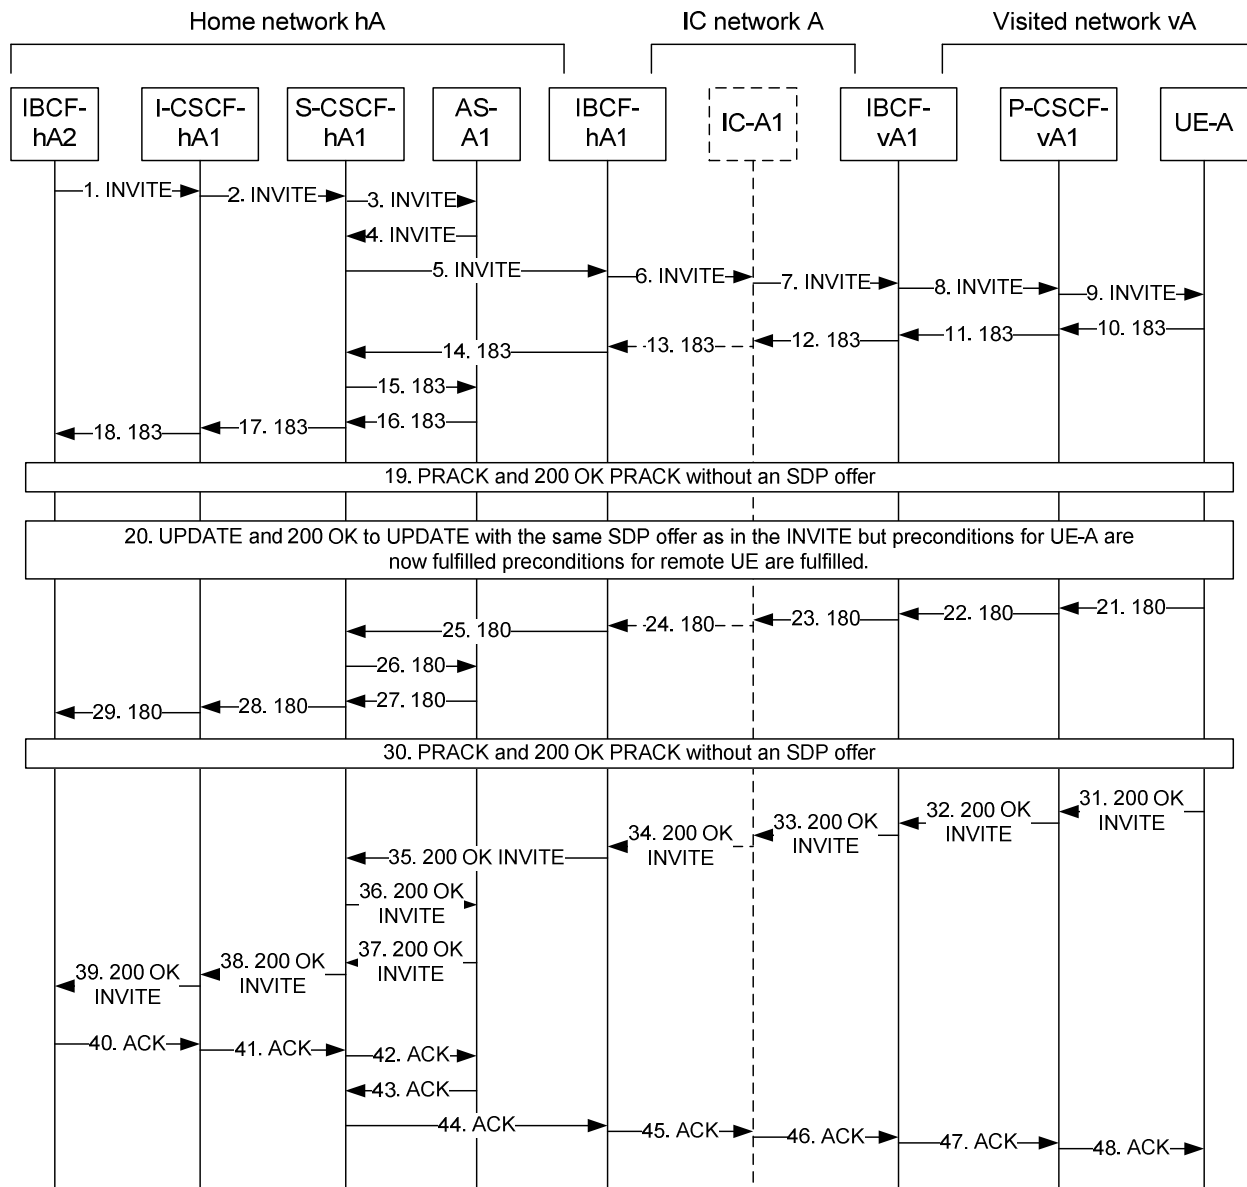 Home network hA
IC network A
Visited network vA
IBCF-
hA2
I-CSCF-
hA1
S-CSCF-
hA1
AS-
A1
IBCF-
hA1
IC-A1
IBCF-
vA1
P-CSCF-
vA1
UE-A
1. INVITE
2. INVITE
3. INVITE
4. INVITE
5. INVITE
6. INVITE
7. INVITE
8. INVITE
9. INVITE
10. 183
11. 183
12. 183
13. 183
14. 183
15. 183
16. 183
17. 183
18. 183
19. PRACK and 200 OK PRACK without an SDP offer
20. UPDATE and 200 OK to UPDATE with the same SDP offer as in the INVITE but preconditions for UE-A are
now fulfilled preconditions for remote UE are fulfilled.
21. 180
22. 180
23. 180
24. 180
25. 180
26. 180
27. 180
28. 180
29. 180
30. PRACK and 200 OK PRACK without an SDP offer
31. 200 OK
INVITE
32. 200 OK
INVITE
33. 200 OK
INVITE
34. 200 OK
INVITE
35. 200 OK INVITE
36. 200 OK
INVITE
37. 200 OK
INVITE
38. 200 OK
INVITE
39. 200 OK
INVITE
40. ACK
41. ACK
42. ACK
43. ACK
44. ACK
45. ACK
46. ACK
47. ACK
48. ACK